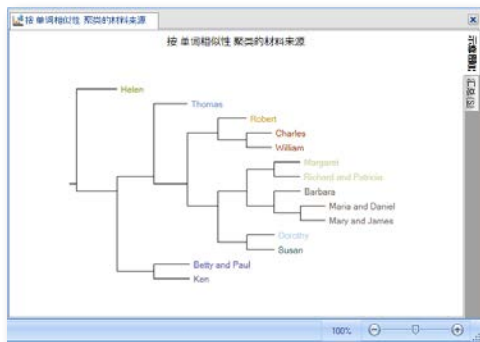 按 单词相似性 聚类的材料来源
按 单词相似性 聚类的材料来源
Helen
Thomas
Robert
Charles
William
Margaret
Richard and Patricia
Barbara
Maria and Daniel
Mary and James
Dorothy
Susan
Betty and Paul
Ken
汇总(S)
100%